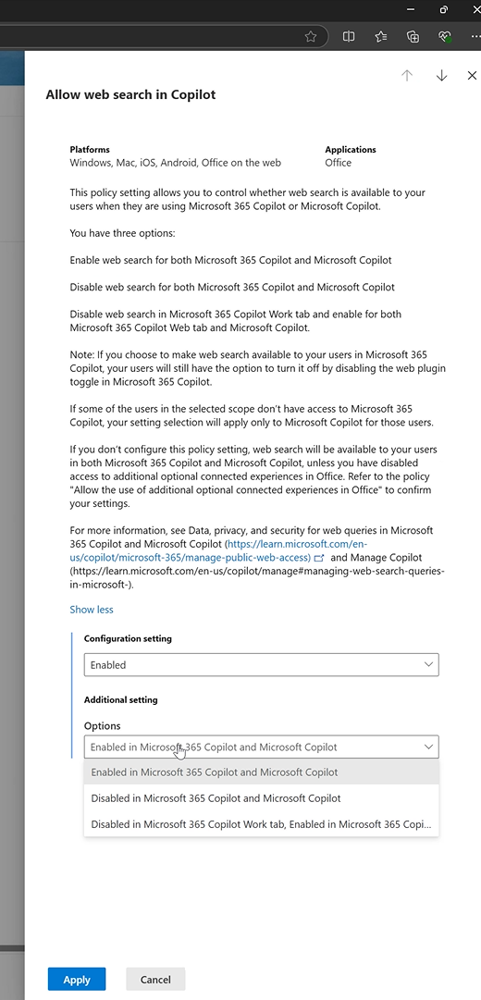 Allow web search in Copilot
Platforms
Applications
Windows, Mac, iOS, Android, Office on the web
Office
This policy setting allows you to control whether web search is available to your
users when they are using Microsoft 365 Copilot or Microsoft Copilot.
You have three options:
Enable web search for both Microsoft 365 Copilot and Microsoft Copilot
Disable web search for both Microsoft 365 Copilot and Microsoft Copilot
Disable web search in Microsoft 365 Copilot Work tab and enable for both
Microsoft 365 Copilot Web tab and Microsoft Copilot.
Note: If you choose to make web search available to your users in Microsoft 365
Copilot, your users will still have the option to turn it off by disabling the web plugin
toggle in Microsoft 365 Copilot.
If some of the users in the selected scope don't have access to Microsoft 365
Copilot, your setting selection will apply only to Microsoft Copilot for those users.
If you don't configure this policy setting, web search will be available to your users
in both Microsoft 365 Copilot and Microsoft Copilot, unless you have disabled
access to additional optional connected experiences in Office. Refer to the policy
"Allow the use of additional optional connected experiences in Office" to confirm
your settings.
For more information, see Data, privacy, and security for web queries in Microsoft
365 Copilot and Microsoft Copilot (https://learn.microsoft.com/en-
us/copilot/microsoft-365/manage-public-web-access) and Manage Copilot
(https://learn.microsoft.com/en-us/copilot/manage#managing-web-search-queries-
in-microsoft-).
Show less
Configuration setting
Enabled
Additional setting
Options
Enabled in Microsoft 365 Copilot and Microsoft Copilot
Enabled in Microsoft 365 Copilot and Microsoft Copilot
Disabled in Microsoft 365 Copilot and Microsoft Copilot
Disabled in Microsoft 365 Copilot Work tab, Enabled in Microsoft 365 Copi...
Apply
Cancel